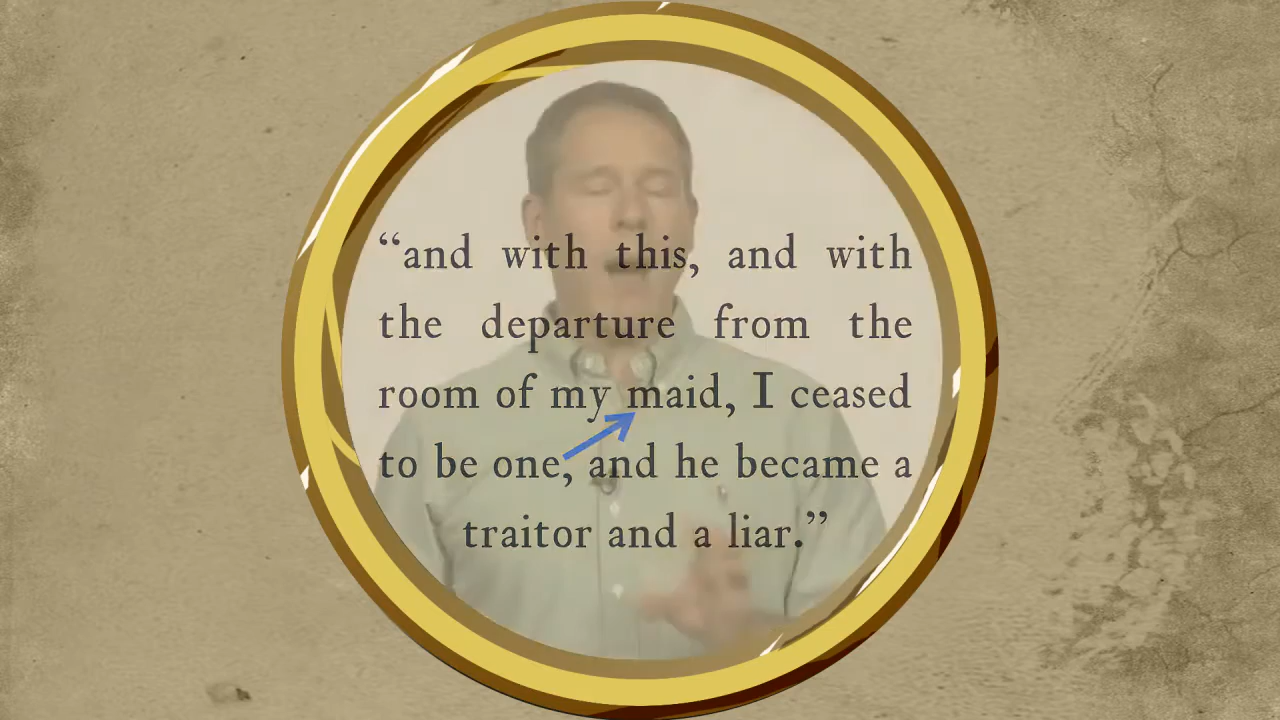 “and with this, and with
the departure from the
room of my maid, I ceased
to be one, and he became a
traitor and a liar.”